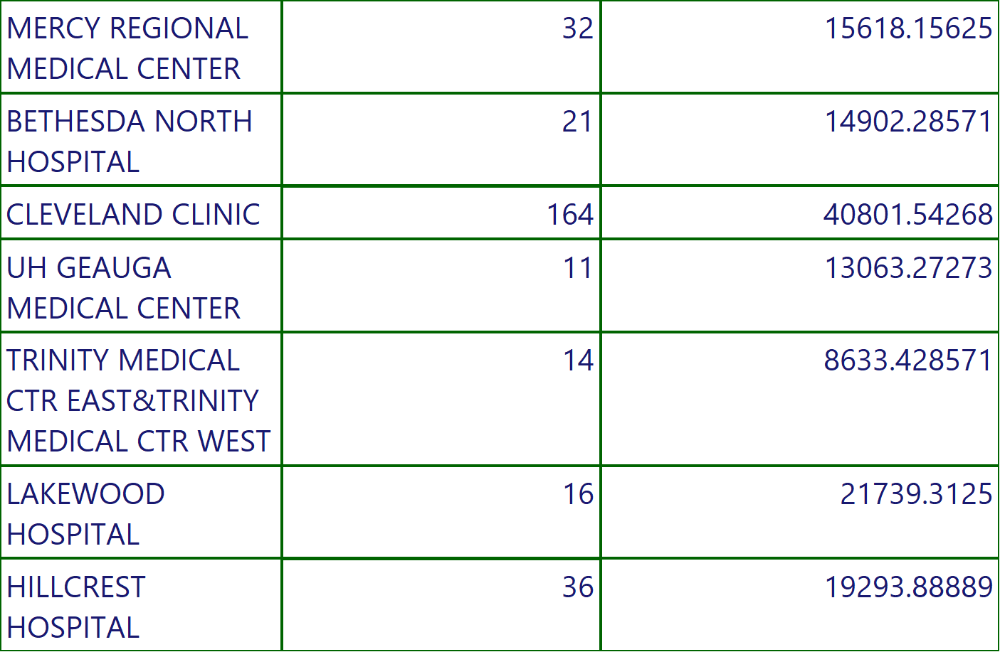 MERCY REGIONAL 32 15618.15625
MEDICAL CENTER
BETHESDA NORTH 21 14902.28571
HOSPITAL
CLEVELAND CLINIC 164 40801.54268
UH GEAUGA 11 13063.27273
MEDICAL CENTER
TRINITY MEDICAL 14 8633.428571
CTR EAST&TRINITY
MEDICAL CTR WEST
LAKEWOOD 16 21739.3125
HOSPITAL
HILLCREST 36 19293.88889
HOSPITAL